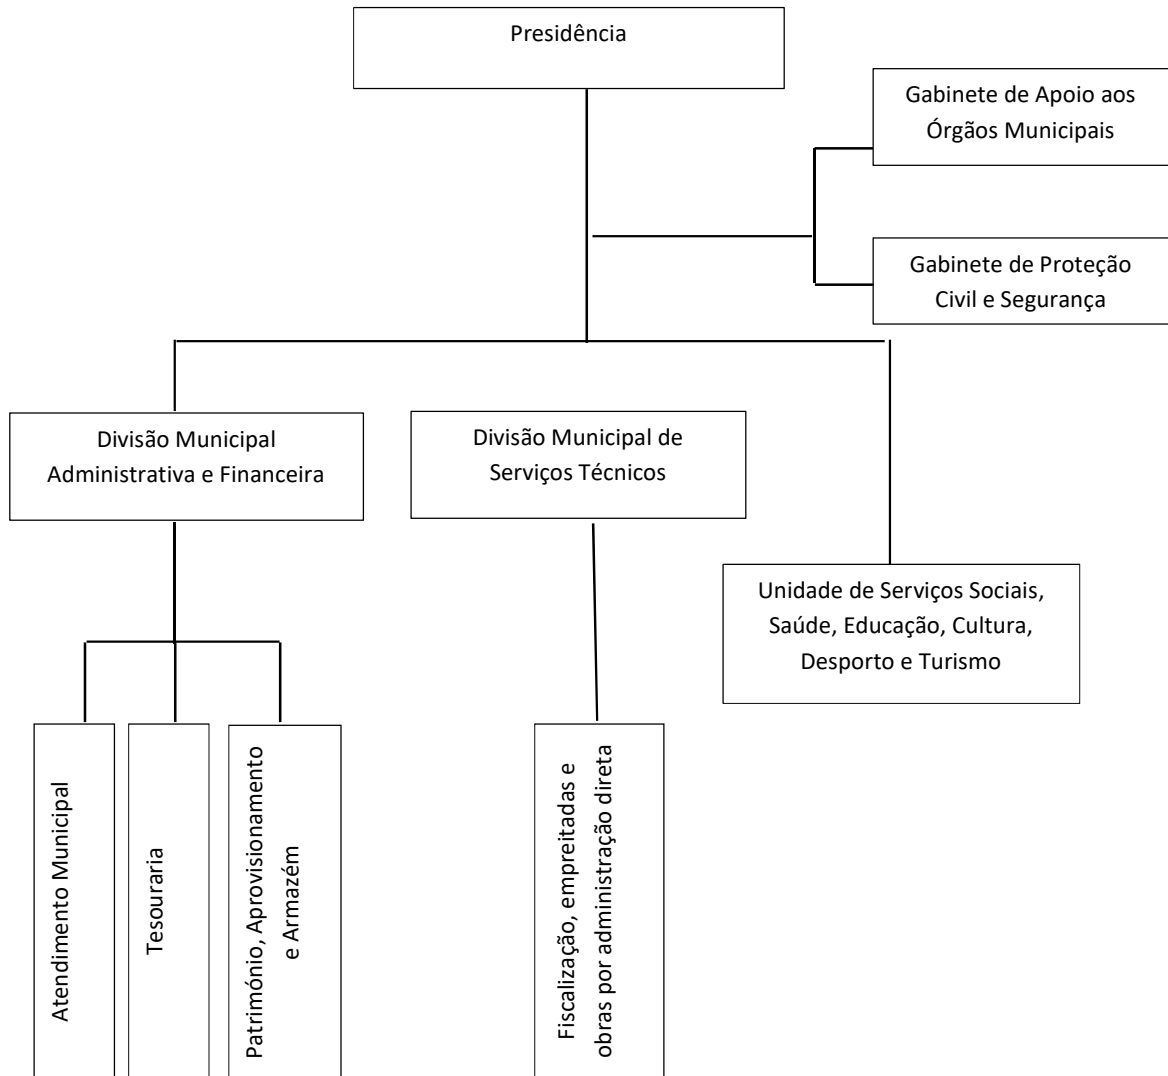 Presidência
Gabinete de Apoio aos
Órgãos Municipais
Gabinete de Proteção
Civil e Segurança
Divisão Municipal
Administrativa e Financeira
Divisão Municipal de
Serviços Técnicos
Unidade de Serviços Sociais,
Saúde, Educação, Cultura,
Desporto e Turismo
Atendimento Municipal
Tesouraria
Património, Aprovisionamento
e Armazém
Fiscalização, empreitadas e
obras por administração direta